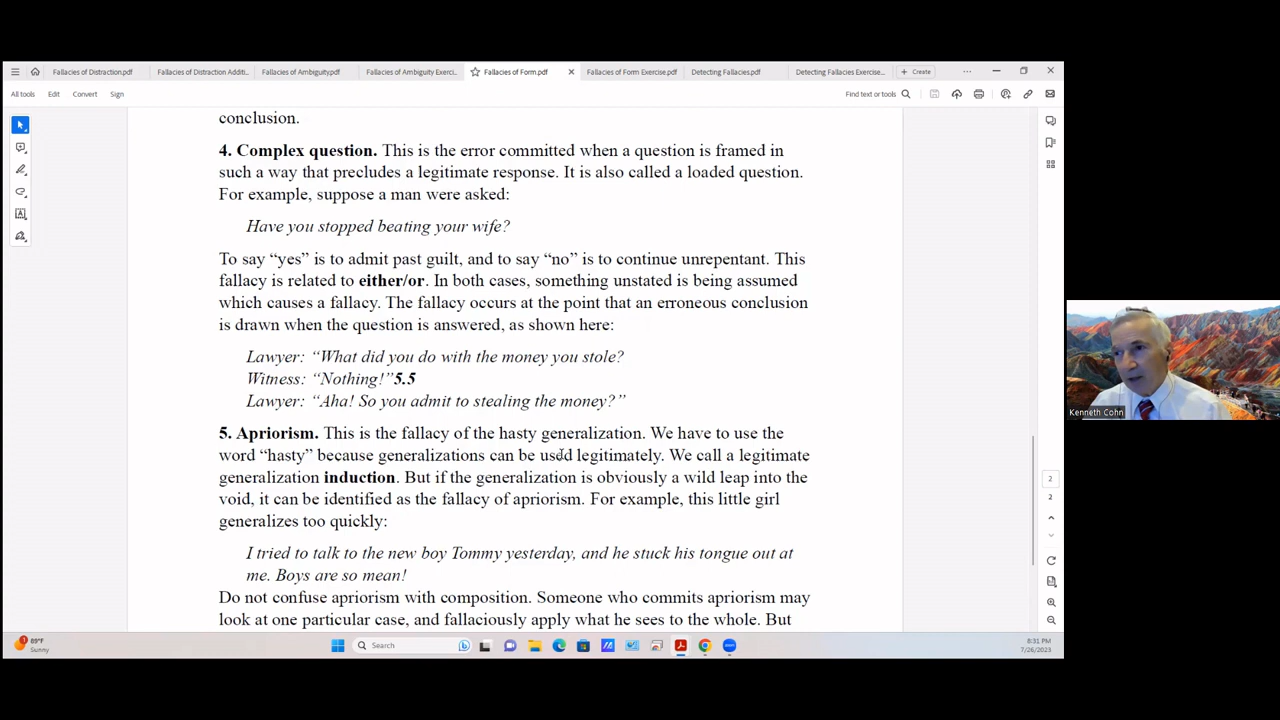 Fallacies of Distraction.pdf
Fallacies of Distraction Additi...
Fallacies of Ambiguity.pdf
Fallacies of Ambiguity Exerci...
Fallacies of Form.pdf
Fallacies of Form Exercise.pdf
Detecting Fallacies.pdf
Detecting Fallacies Exercise...
Create
All tools
Edit
Convert
Sign
Find text or tools
conclusion.
4. Complex question. This is the error committed when a question is framed in
such a way that precludes a legitimate response. It is also called a loaded question.
For example, suppose a man were asked:
Have you stopped beating your wife?
To say “yes” is to admit past guilt, and to say “no” is to continue unrepentant. This
fallacy is related to either/or. In both cases, something unstated is being assumed
which causes a fallacy. The fallacy occurs at the point that an erroneous conclusion
is drawn when the question is answered, as shown here:
Lawyer: “What did you do with the money you stole?
Witness: “Nothing!”5.5
Lawyer: “Aha! So you admit to stealing the money?”
5. Apriorism. This is the fallacy of the hasty generalization. We have to use the
word “hasty” because generalizations can be used legitimately. We call a legitimate
generalization induction. But if the generalization is obviously a wild leap into the
void, it can be identified as the fallacy of apriorism. For example, this little girl
generalizes too quickly:
I tried to talk to the new boy Tommy yesterday, and he stuck his tongue out at
me. Boys are so mean!
Do not confuse apriorism with composition. Someone who commits apriorism may
look at one particular case, and fallaciously apply what he sees to the whole. But
Kenneth Cohn
2
2
1
89°F
Sunny
Search
8:31 PM
7/26/2023